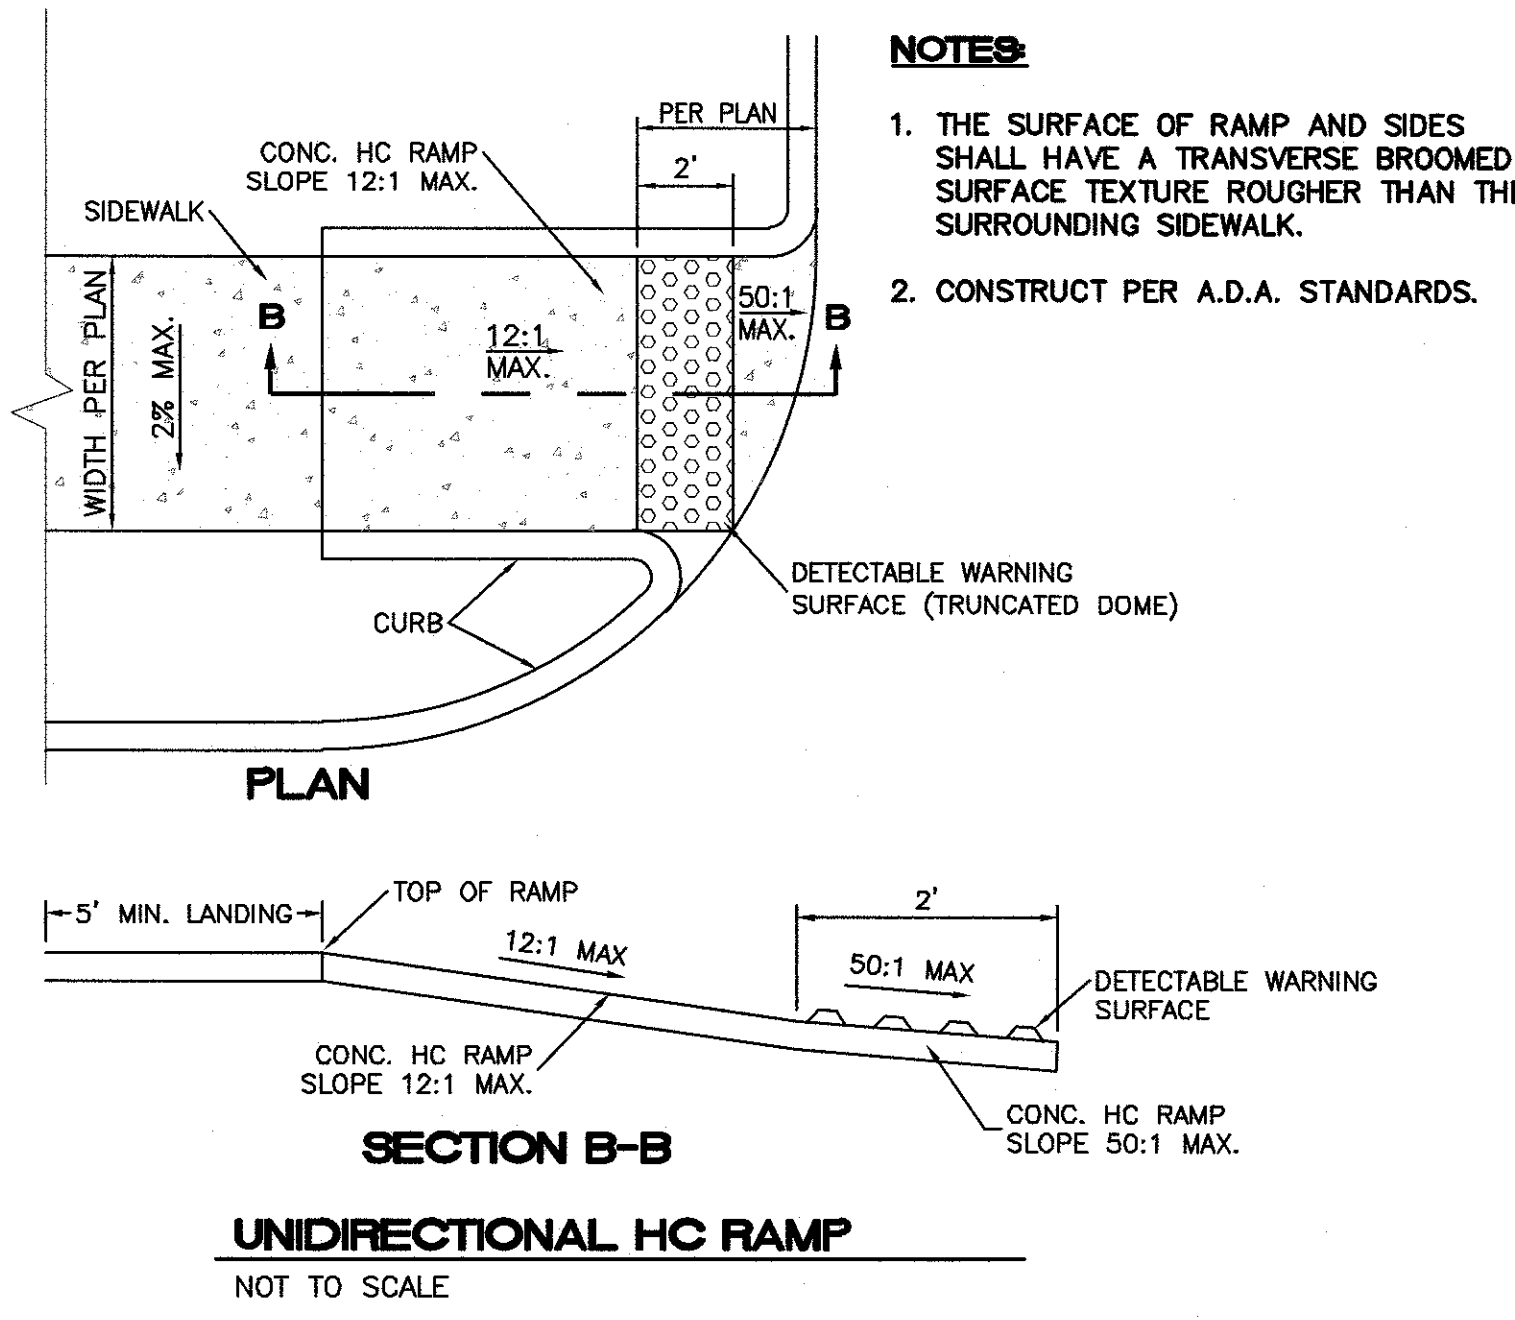 NOTES:
1. THE SURFACE OF RAMP AND SIDES
SHALL HAVE A TRANSVERSE BROOMED
SURFACE TEXTURE ROUGHER THAN THE
SURROUNDING SIDEWALK.
2. CONSTRUCT PER A.D.A. STANDARDS.
PER PLAN
2'
CONC. HC RAMP
SLOPE 12:1 MAX.
SIDEWALK
WIDTH PER PLAN
2% MAX.
B
12:1
MAX.
50:1
MAX.
B
DETECTABLE WARNING
SURFACE (TRUNCATED DOME)
CURB
PLAN
5' MIN. LANDING
TOP OF RAMP
12:1 MAX
2'
50:1 MAX
DETECTABLE WARNING
SURFACE
CONC. HC RAMP
SLOPE 12:1 MAX.
CONC. HC RAMP
SLOPE 50:1 MAX.
SECTION B-B
UNIDIRECTIONAL HC RAMP
NOT TO SCALE